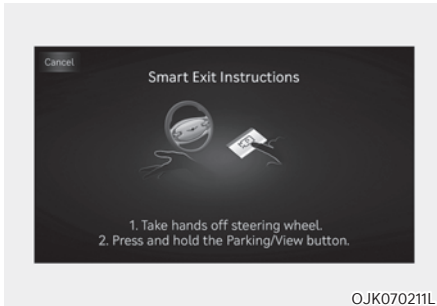 Cancel
Smart Exit Instructions
1. Take hands off steering wheel.
2. Press and hold the Parking/View button.
OJK070211L